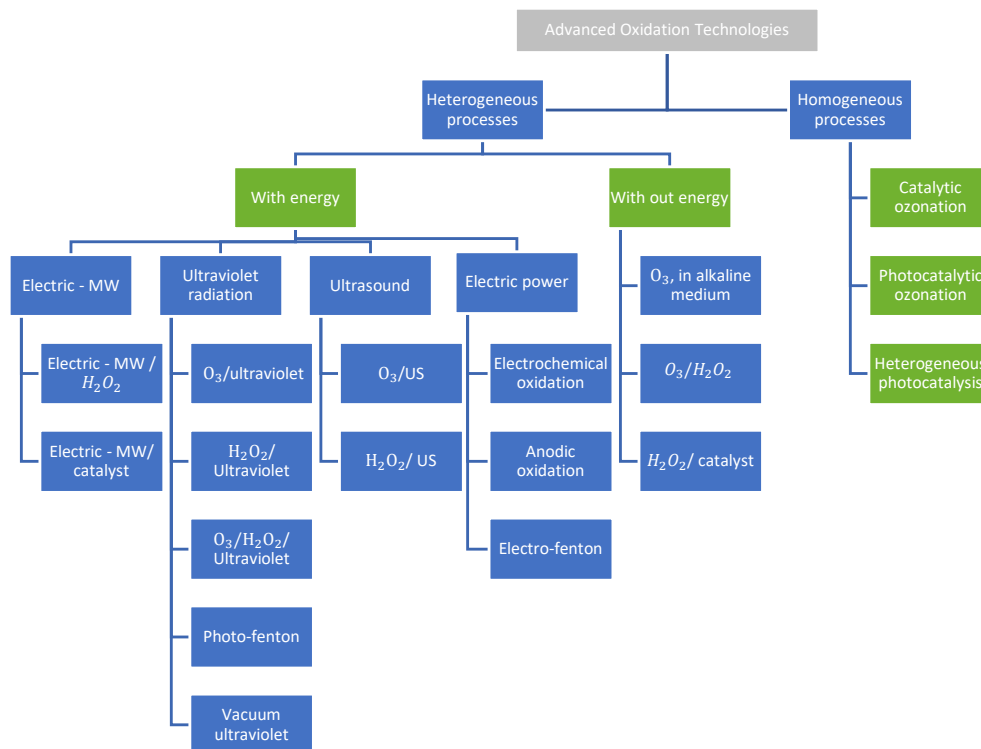 Advanced Oxidation Technologies
Heterogeneous
processes
Homogeneous
processes
With energy
With out energy
Catalytic
ozonation
Electric - MW
Ultraviolet
radiation
Ultrasound
Electric power
O₃, in alkaline
medium
Photocatalytic
ozonation
Electric - MW /
H₂O₂
O₃/ultraviolet
O₃/US
Electrochemical
oxidation
O₃/H₂O₂
Heterogeneous
photocatalysis
Electric - MW/
catalyst
H₂O₂/
Ultraviolet
H₂O₂/ US
Anodic
oxidation
H₂O₂/ catalyst
O₃/H₂O₂/
Ultraviolet
Electro-fenton
Photo-fenton
Vacuum
ultraviolet